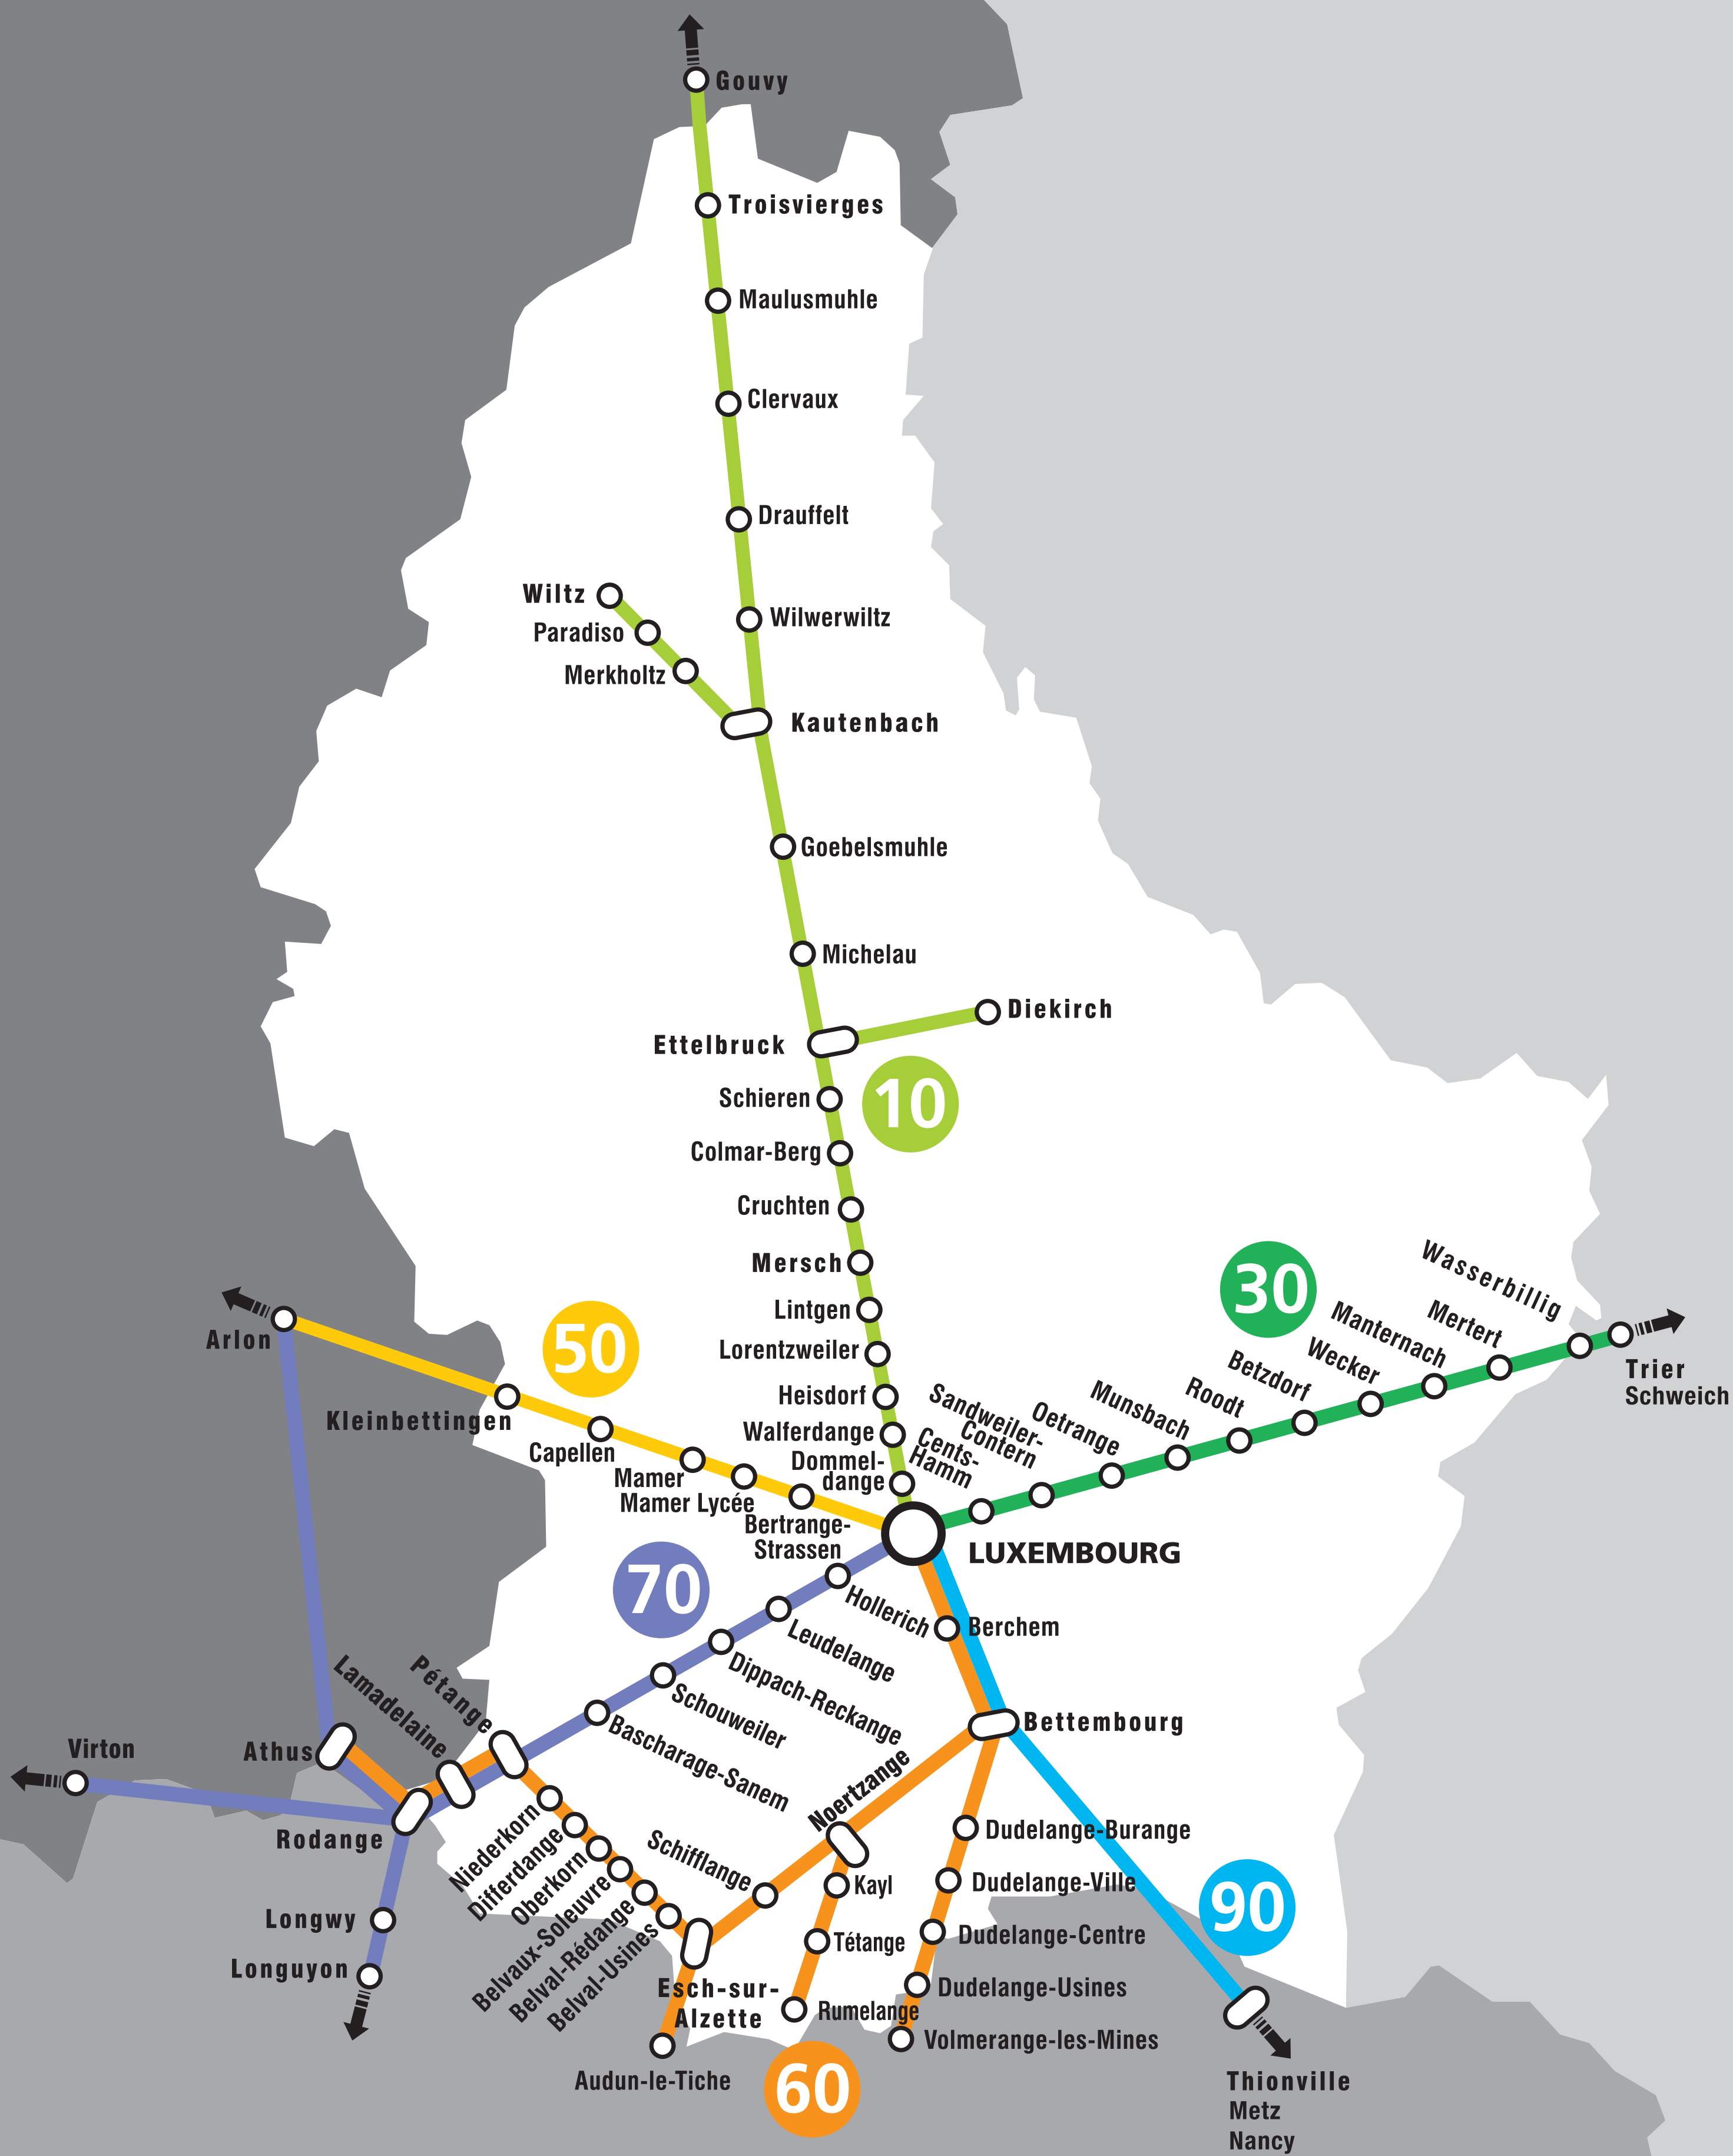 Gouvy
Troisvierges
Maulusmuhle
Clervaux
Drauffelt
Wiltz
Paradiso
Merkholtz
Wilwerwiltz
Kautenbach
Goebelsmuhle
Michelau
Diekirch
Ettelbruck
10
Schieren
Colmar-Berg
Cruchten
Mersch
Lintgen
Lorentzweiler
Heisdorf
Walferdange
Dommel-
dange
30
Wasserbillig
Mertert
Manternach
Wecker
Betzdorf
Roodt
Munsbach
Oetrange
Sandweiler-
Contern
Cents-
Hamm
Trier
Schweich
50
Arlon
Kleinbettingen
Capellen
Mamer
Mamer Lycée
Bertrange-
Strassen
LUXEMBOURG
70
Hollerich
Leudelange
Dippach-Reckange
Schouweiler
Bascharage-Sanem
Pétange
Lamadelaine
Athus
Virton
Rodange
Longwy
Longuyon
Berchem
Bettembourg
Noertzange
Schifflange
Niederkorn
Differdange
Oberkorn
Belvaux-Soleuvre
Belval-Rédange
Belval-Usines
Esch-sur-
Alzette
Audun-le-Tiche
Kayl
Tétange
Rumelange
60
Dudelange-Burange
Dudelange-Ville
Dudelange-Centre
Dudelange-Usines
Volmerange-les-Mines
90
Thionville
Metz
Nancy